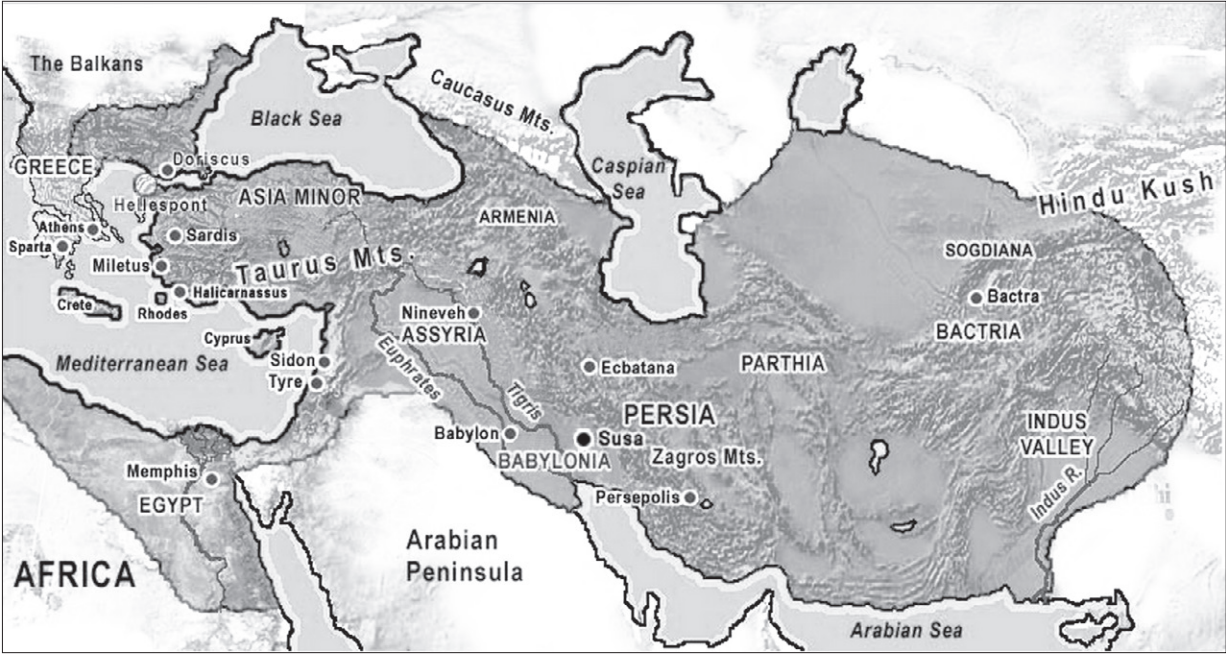 The Balkans
Black Sea
Caucasus Mts.
Caspian
Sea
Hindu Kush
GREECE
Doriscus
Hellespont
ASIA MINOR
ARMENIA
Athens
Sparta
Sardis
Miletus
Taurus Mts.
SOGDIANA
Halicarnassus
Crete
Rhodes
Bactra
BACTRIA
Nineveh
ASSYRIA
Cyprus
Mediterranean Sea
Sidon
Tyre
Euphrates
Tigris
Ecbatana
PARTHIA
PERSIA
Babylon
BABYLONIA
Susa
Zagros Mts.
INDUS
VALLEY
Indus R.
Memphis
EGYPT
Persepolis
Arabian
Peninsula
AFRICA
Arabian Sea